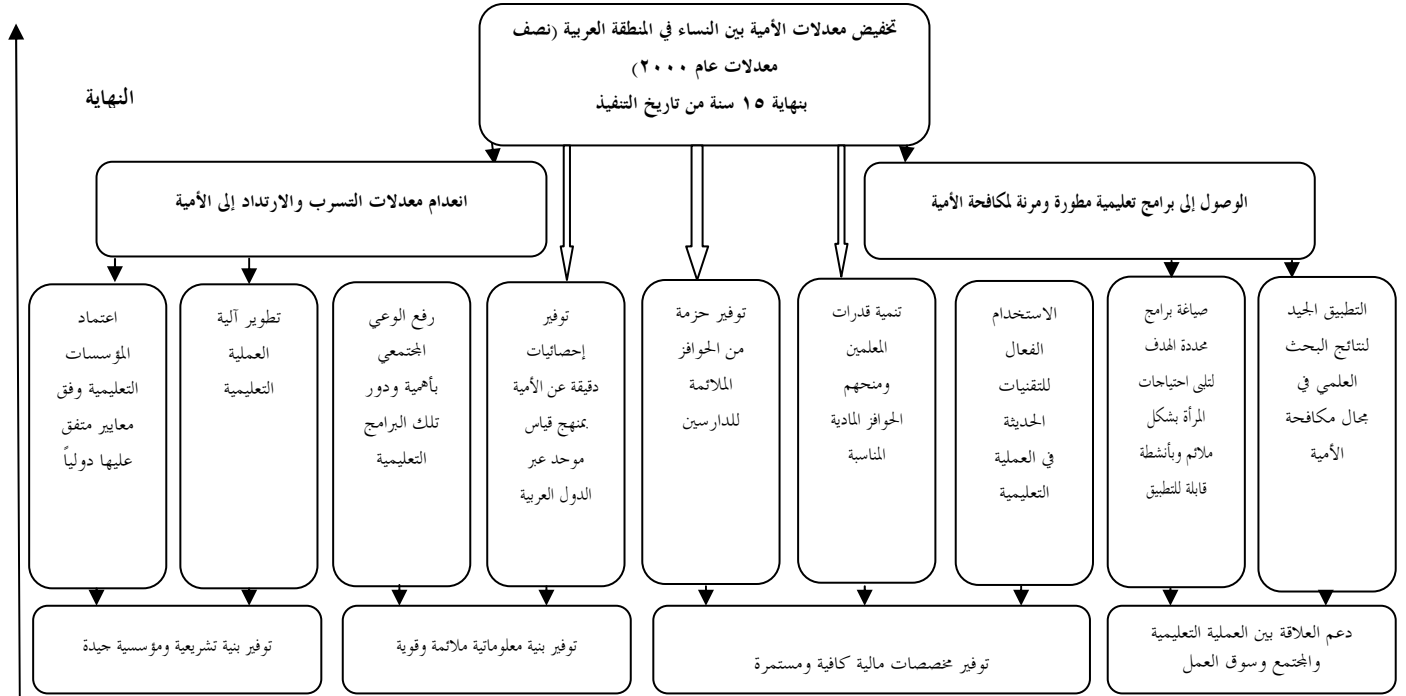 تخفيض معدلات الأمية بين النساء في المنطقة العربية (نصف
معدلات عام ٢٠٠٠)
بنهاية ١٥ سنة من تاريخ التنفيذ
النهاية
الوصول إلى برامج تعليمية مطورة ومرنة لمكافحة الأمية
انعدام معدلات التسرب والارتداد إلى الأمية
التطبيق الجيد
لنتائج البحث
العلمي في
مجال مكافحة
الأمية
صياغة برامج
محددة الهدف
لتلبي احتياجات
المرأة بشكل
ملائم وبأنشطة
قابلة للتطبيق
الاستخدام
الفعال
للتقنيات
الحديثة
في العملية
التعليمية
تنمية قدرات
المعلمين
ومنحهم
الحوافز المادية
المناسبة
توفير حزمة
من الحوافز
الملائمة
للدارسين
توفير
إحصائيات
دقيقة عن الأمية
بمنهج قياس
موحد عبر
الدول العربية
رفع الوعي
المجتمعي
بأهمية ودور
تلك البرامج
التعليمية
تطوير آلية
العملية
التعليمية
اعتماد
المؤسسات
التعليمية وفق
معايير متفق
عليها دولياً
دعم العلاقة بين العملية التعليمية
والمجتمع وسوق العمل
توفير مخصصات مالية كافية ومستمرة
توفير بنية معلوماتية ملائمة وقوية
توفير بنية تشريعية ومؤسسية جيدة